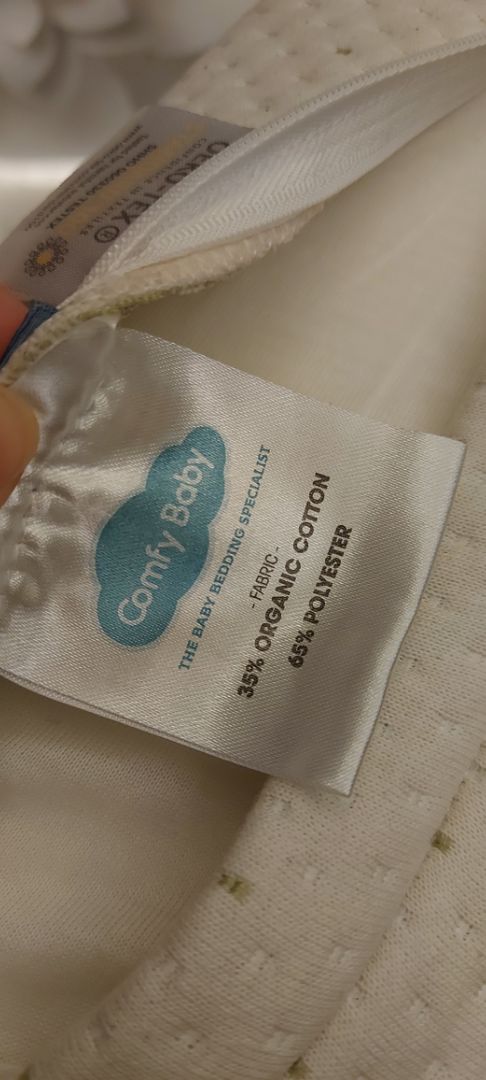 OEKO-TEX®
Comfy Baby
THE BABY BEDDING SPECIALIST
- FABRIC -
35% ORGANIC COTTON
65% POLYESTER